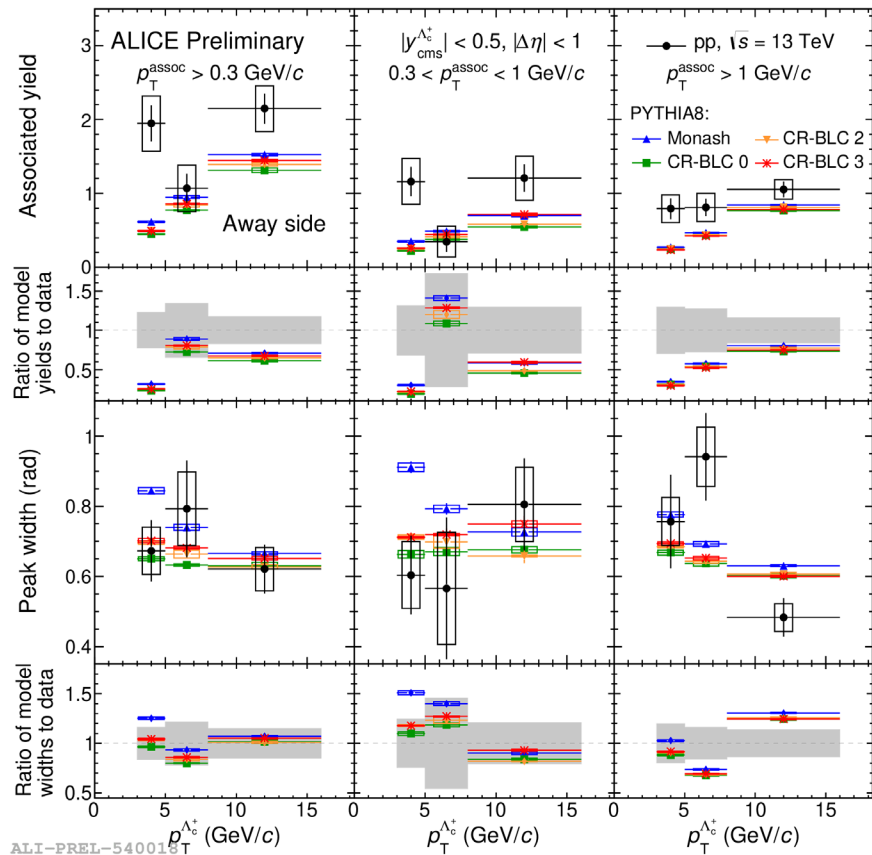 ALICE Preliminary
p_T^assoc > 0.3 GeV/c
|y_cms^Λc+| < 0.5, |Δη| < 1
0.3 < p_T^assoc < 1 GeV/c
pp, √s = 13 TeV
p_T^assoc > 1 GeV/c
PYTHIA8:
Monash
CR-BLC 2
CR-BLC 0
CR-BLC 3
Away side
Associated yield
3
2
1
0
Ratio of model
yields to data
1.5
1
0.5
Peak width (rad)
1
0.8
0.6
0.4
Ratio of model
widths to data
1.5
1
0.5
0 5 10 15
0 5 10 15
0 5 10 15
p_T^Λc+ (GeV/c)
p_T^Λc+ (GeV/c)
p_T^Λc+ (GeV/c)
ALI-PREL-540018